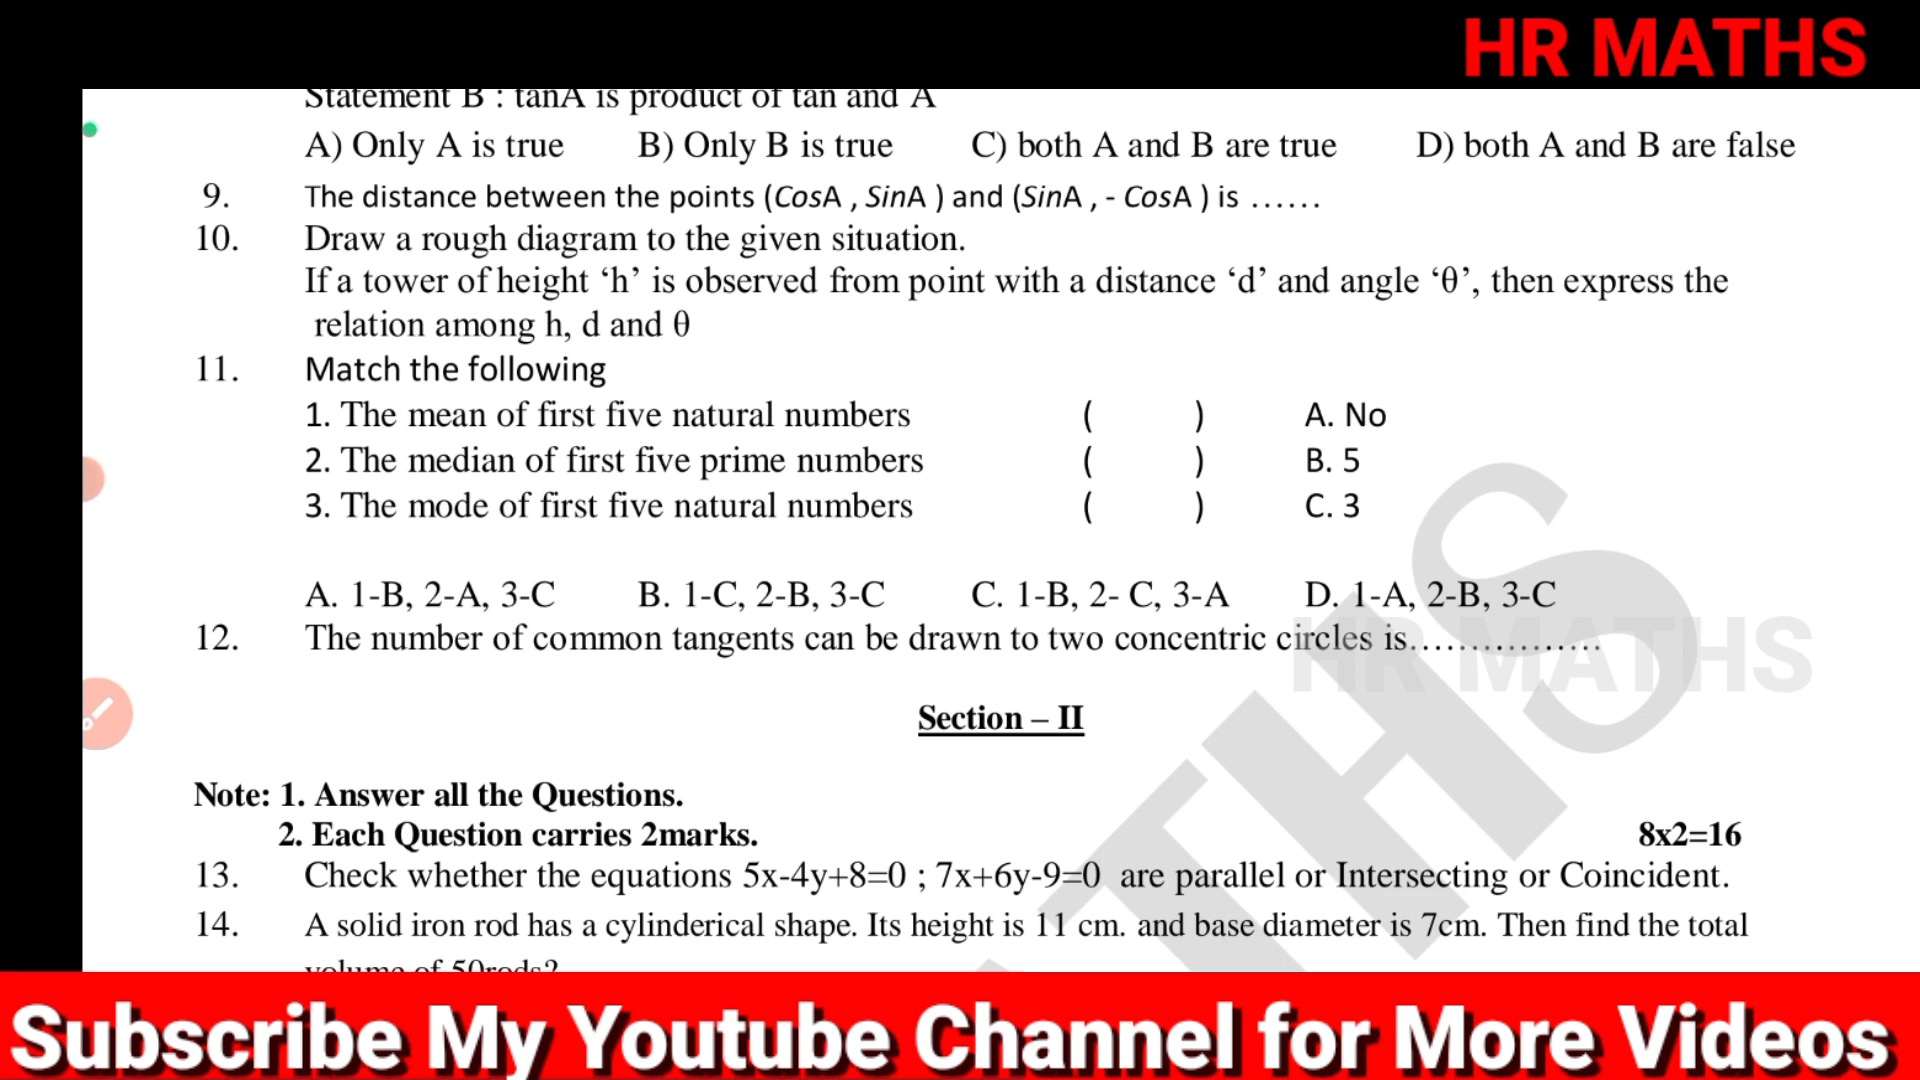 HR MATHS
Statement B : tanA is product of tan and A
A) Only A is true B) Only B is true C) both A and B are true D) both A and B are false
9. The distance between the points (CosA , SinA ) and (SinA , - CosA ) is ......
10. Draw a rough diagram to the given situation.
If a tower of height ‘h’ is observed from point with a distance ‘d’ and angle ‘θ’, then express the
relation among h, d and θ
11. Match the following
1. The mean of first five natural numbers ( ) A. No
2. The median of first five prime numbers ( ) B. 5
3. The mode of first five natural numbers ( ) C. 3
A. 1-B, 2-A, 3-C B. 1-C, 2-B, 3-C C. 1-B, 2- C, 3-A D. 1-A, 2-B, 3-C
12. The number of common tangents can be drawn to two concentric circles is................
HR MATHS
Section – II
Note: 1. Answer all the Questions.
2. Each Question carries 2marks. 8x2=16
13. Check whether the equations 5x-4y+8=0 ; 7x+6y-9=0 are parallel or Intersecting or Coincident.
14. A solid iron rod has a cylinderical shape. Its height is 11 cm. and base diameter is 7cm. Then find the total
volume of 50rods?
THS
Subscribe My Youtube Channel for More Videos